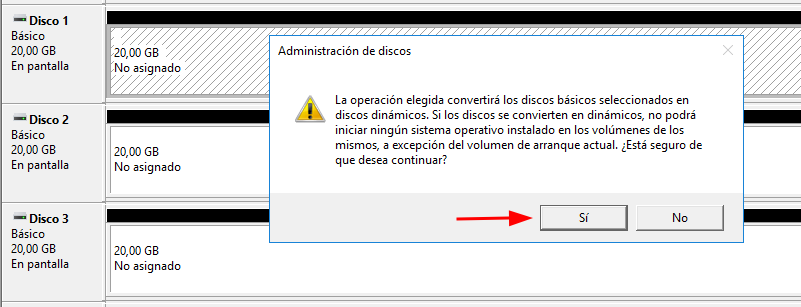 Disco 1
Básico
20,00 GB
En pantalla
20,00 GB
No asignado
Disco 2
Básico
20,00 GB
En pantalla
20,00 GB
No asignado
Disco 3
Básico
20,00 GB
En pantalla
20,00 GB
No asignado
Administración de discos
La operación elegida convertirá los discos básicos seleccionados en
discos dinámicos. Si los discos se convierten en dinámicos, no podrá
iniciar ningún sistema operativo instalado en los volúmenes de los
mismos, a excepción del volumen de arranque actual. ¿Está seguro de
que desea continuar?
Sí
No